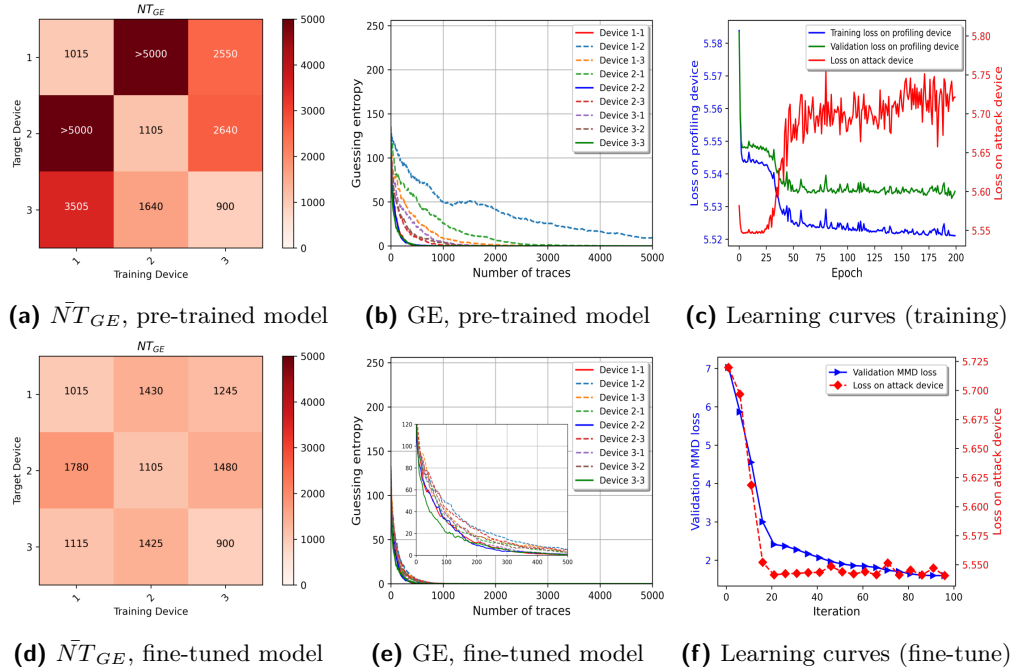 NT_GE
Target Device
1
2
3
1015
>5000
2550
>5000
1105
2640
3505
1640
900
1
2
3
Training Device
5000
4000
3000
2000
1000
0
Guessing entropy
250
200
150
100
50
0
Device 1-1
Device 1-2
Device 1-3
Device 2-1
Device 2-2
Device 2-3
Device 3-1
Device 3-2
Device 3-3
0
1000
2000
3000
4000
5000
Number of traces
Loss on profiling device
5.58
5.57
5.56
5.55
5.54
5.53
5.52
Training loss on profiling device
Validation loss on profiling device
Loss on attack device
0
25
50
75
100
125
150
175
200
Epoch
5.80
5.75
5.70
5.65
5.60
5.55
Loss on attack device
(a) N̄T_GE, pre-trained model
(b) GE, pre-trained model
(c) Learning curves (training)
NT_GE
Target Device
1
2
3
1015
1430
1245
1780
1105
1480
1115
1425
900
1
2
3
Training Device
5000
4000
3000
2000
1000
0
Guessing entropy
250
200
150
100
50
0
Device 1-1
Device 1-2
Device 1-3
Device 2-1
Device 2-2
Device 2-3
Device 3-1
Device 3-2
Device 3-3
120
100
80
60
40
20
0
0
100
200
300
400
500
0
1000
2000
3000
4000
5000
Number of traces
Validation MMD loss
7
6
5
4
3
2
Validation MMD loss
Loss on attack device
0
20
40
60
80
100
Iteration
5.725
5.700
5.675
5.650
5.625
5.600
5.575
5.550
Loss on attack device
(d) N̄T_GE, fine-tuned model
(e) GE, fine-tuned model
(f) Learning curves (fine-tune)